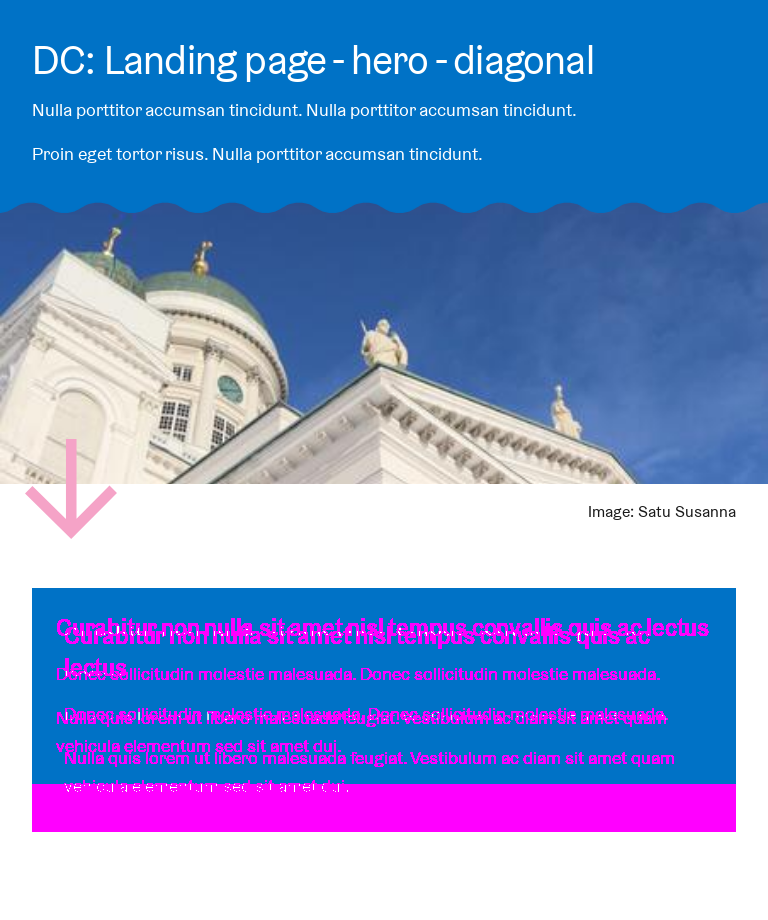 DC: Landing page - hero - diagonal
Nulla porttitor accumsan tincidunt. Nulla porttitor accumsan tincidunt.
Proin eget tortor risus. Nulla porttitor accumsan tincidunt.
Image: Satu Susanna
Curabitur non nulla sit amet nisl tempus convallis quis ac lectus
Curabitur non nulla sit amet nisl tempus convallis quis ac
lectus
Donec sollicitudin molestie malesuada. Donec sollicitudin molestie malesuada.
Donec sollicitudin molestie malesuada. Donec sollicitudin molestie malesuada.
Nulla quis lorem ut libero malesuada feugiat. Vestibulum ac diam sit amet quam
vehicula elementum sed sit amet dui.
Nulla quis lorem ut libero malesuada feugiat. Vestibulum ac diam sit amet quam
vehicula elementum sed sit amet dui.